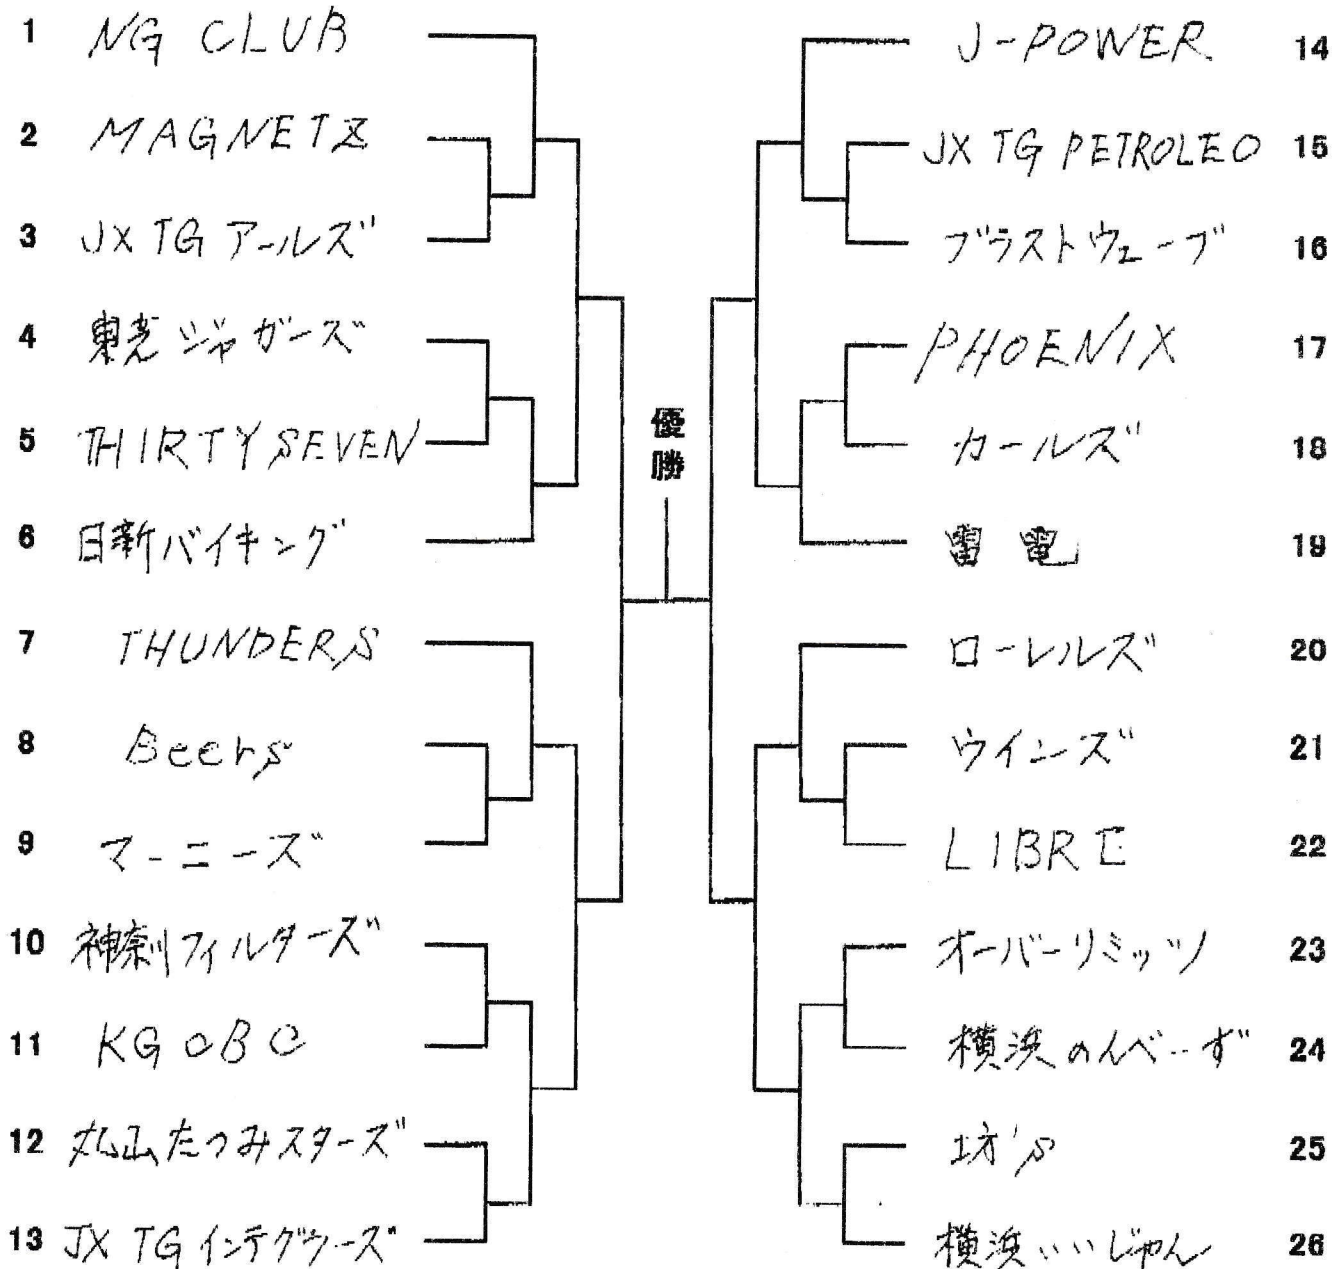 1 NG CLUB
2 MAGNETZ
3 JX TG アールズ
4 東光ジャガーズ
5 THIRTY SEVEN
6 日新バイキング
7 THUNDERS
8 Beers
9 マーニーズ
10 神奈川フィルターズ
11 KG OBC
12 丸山たつみスターズ
13 JX TG インテグラーズ
優勝
J-POWER 14
JX TG PETROLEO 15
ブラストウェーブ 16
PHOENIX 17
カールズ 18
雷電 19
ローレルズ 20
ウインズ 21
LIBRE 22
オーバーリミッツ 23
横浜のんべーず 24
坊's 25
横浜いいじゃん 26